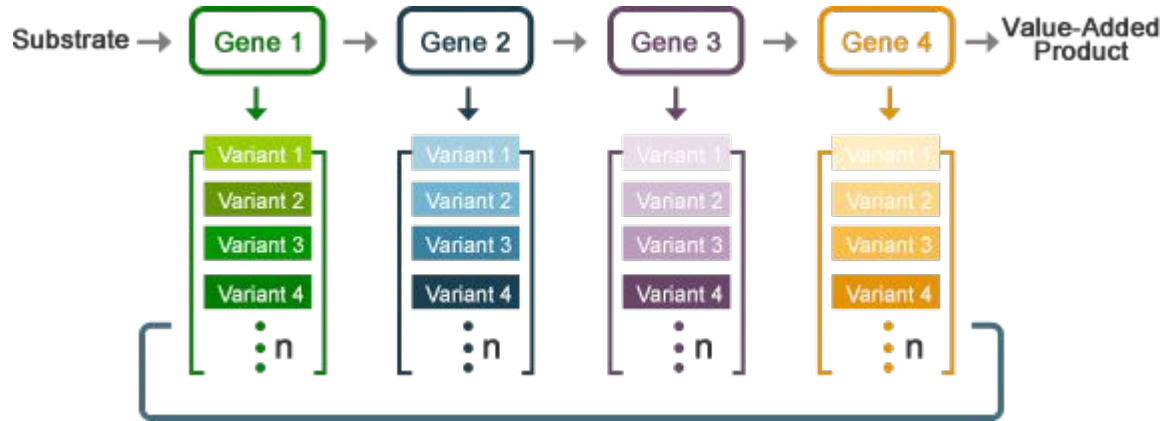 Substrate
Gene 1
Gene 2
Gene 3
Gene 4
Value-Added
Product
Variant 1
Variant 2
Variant 3
Variant 4
n
Variant 1
Variant 2
Variant 3
Variant 4
n
Variant 1
Variant 2
Variant 3
Variant 4
n
Variant 1
Variant 2
Variant 3
Variant 4
n